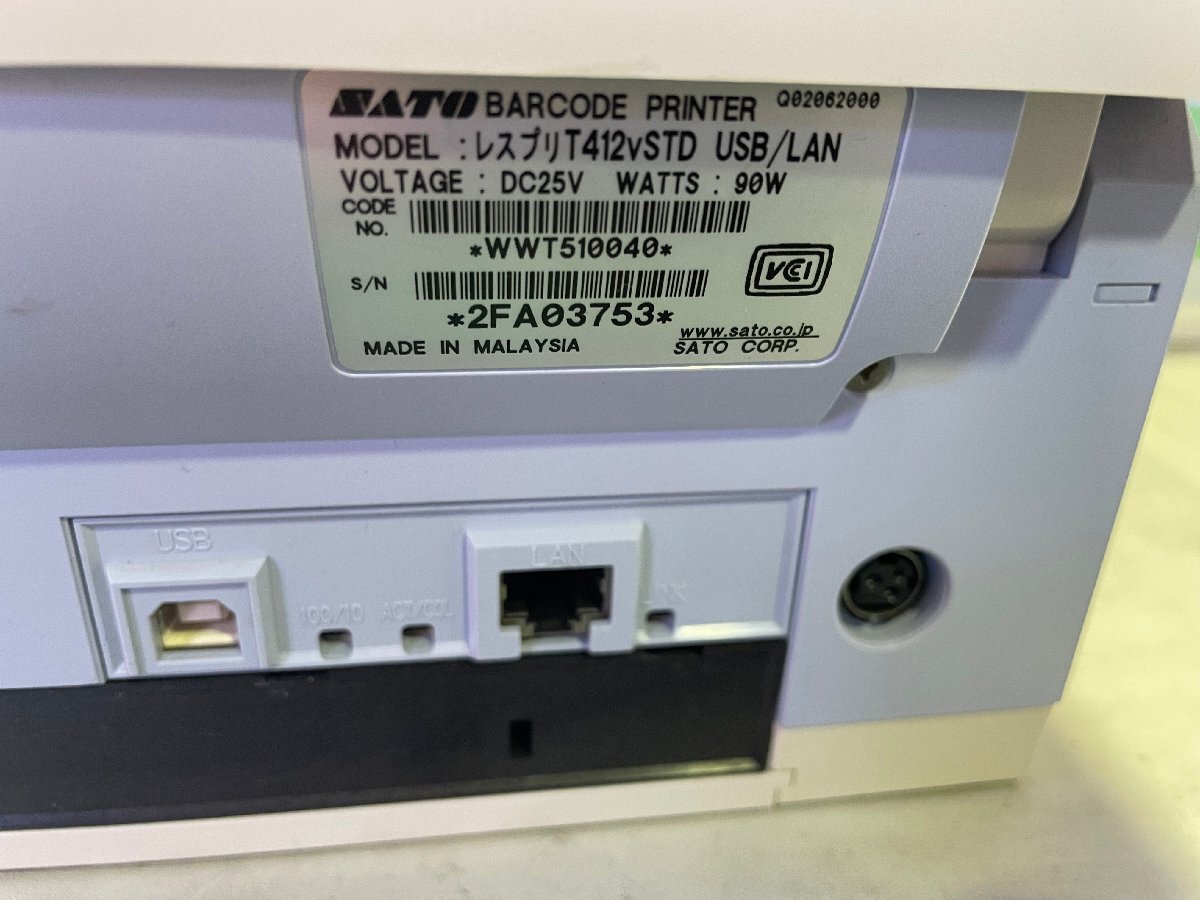 SATO BARCODE PRINTER Q02062000
MODEL :レスプリT412vSTD USB/LAN
VOLTAGE : DC25V WATTS : 90W
CODE NO.
*WWT510040*
VCCI
S/N
*2FA03753*
www.sato.co.jp
MADE IN MALAYSIA SATO CORP.
USB
LAN
100/10 ACT/COL